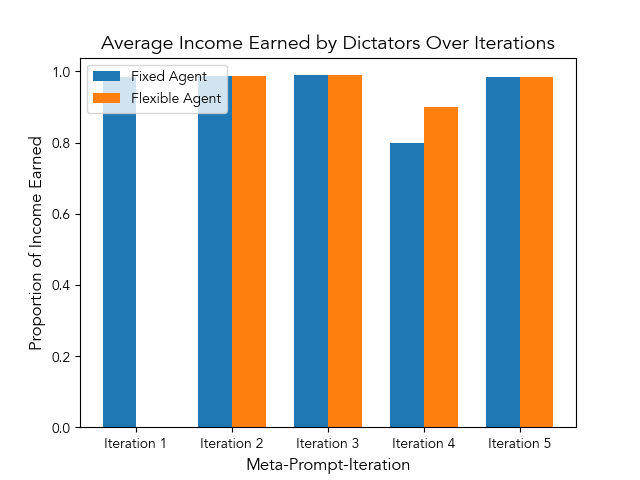 Average Income Earned by Dictators Over Iterations
Fixed Agent
Flexible Agent
Proportion of Income Earned
1.0
0.8
0.6
0.4
0.2
0.0
Iteration 1
Iteration 2
Iteration 3
Iteration 4
Iteration 5
Meta-Prompt-Iteration